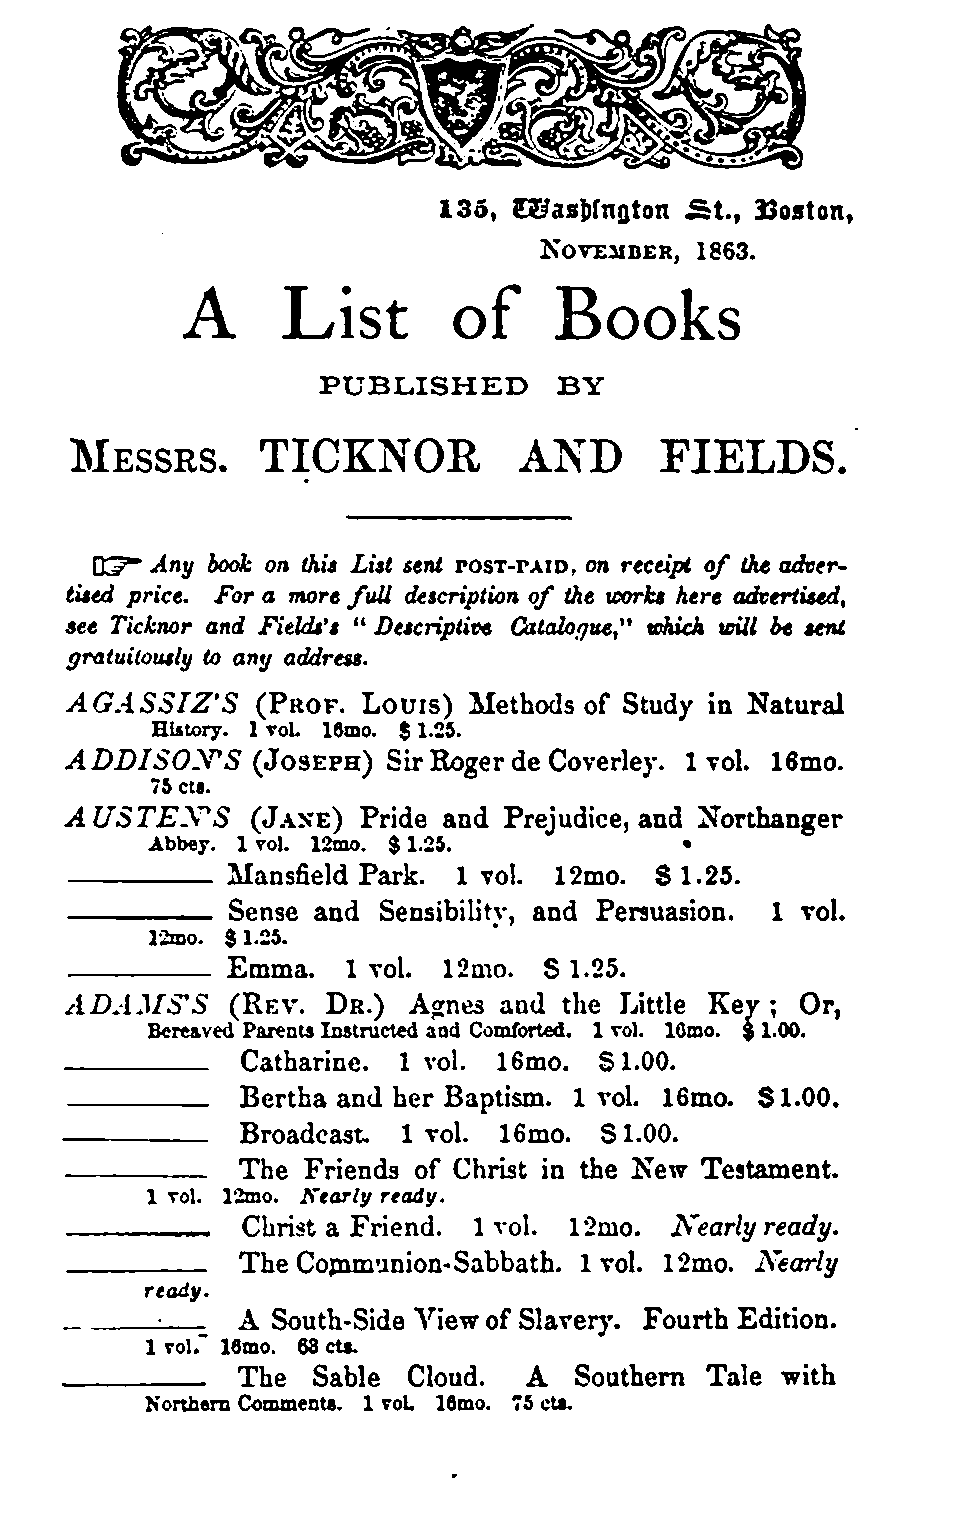 135, Washington St., Boston,
November, 1863.
A List of Books
PUBLISHED BY
Messrs. TICKNOR AND FIELDS.
☞ Any book on this List sent POST-PAID, on receipt of the adver-
tised price. For a more full description of the works here advertised,
see Ticknor and Fields's "Descriptive Catalogue," which will be sent
gratuitously to any address.
AGASSIZ'S (Prof. Louis) Methods of Study in Natural
History. 1 vol. 16mo. $1.25.
ADDISON'S (Joseph) Sir Roger de Coverley. 1 vol. 16mo.
75 cts.
AUSTEN'S (Jane) Pride and Prejudice, and Northanger
Abbey. 1 vol. 12mo. $1.25.
——— Mansfield Park. 1 vol. 12mo. $1.25.
——— Sense and Sensibility, and Persuasion. 1 vol.
12mo. $1.25.
——— Emma. 1 vol. 12mo. $1.25.
ADAMS'S (Rev. Dr.) Agnes and the Little Key; Or,
Bereaved Parents Instructed and Comforted. 1 vol. 16mo. $1.00.
——— Catharine. 1 vol. 16mo. $1.00.
——— Bertha and her Baptism. 1 vol. 16mo. $1.00.
——— Broadcast. 1 vol. 16mo. $1.00.
——— The Friends of Christ in the New Testament.
1 vol. 12mo. Nearly ready.
——— Christ a Friend. 1 vol. 12mo. Nearly ready.
——— The Communion-Sabbath. 1 vol. 12mo. Nearly
ready.
——— A South-Side View of Slavery. Fourth Edition.
1 vol. 16mo. 63 cts.
——— The Sable Cloud. A Southern Tale with
Northern Comments. 1 vol. 16mo. 75 cts.